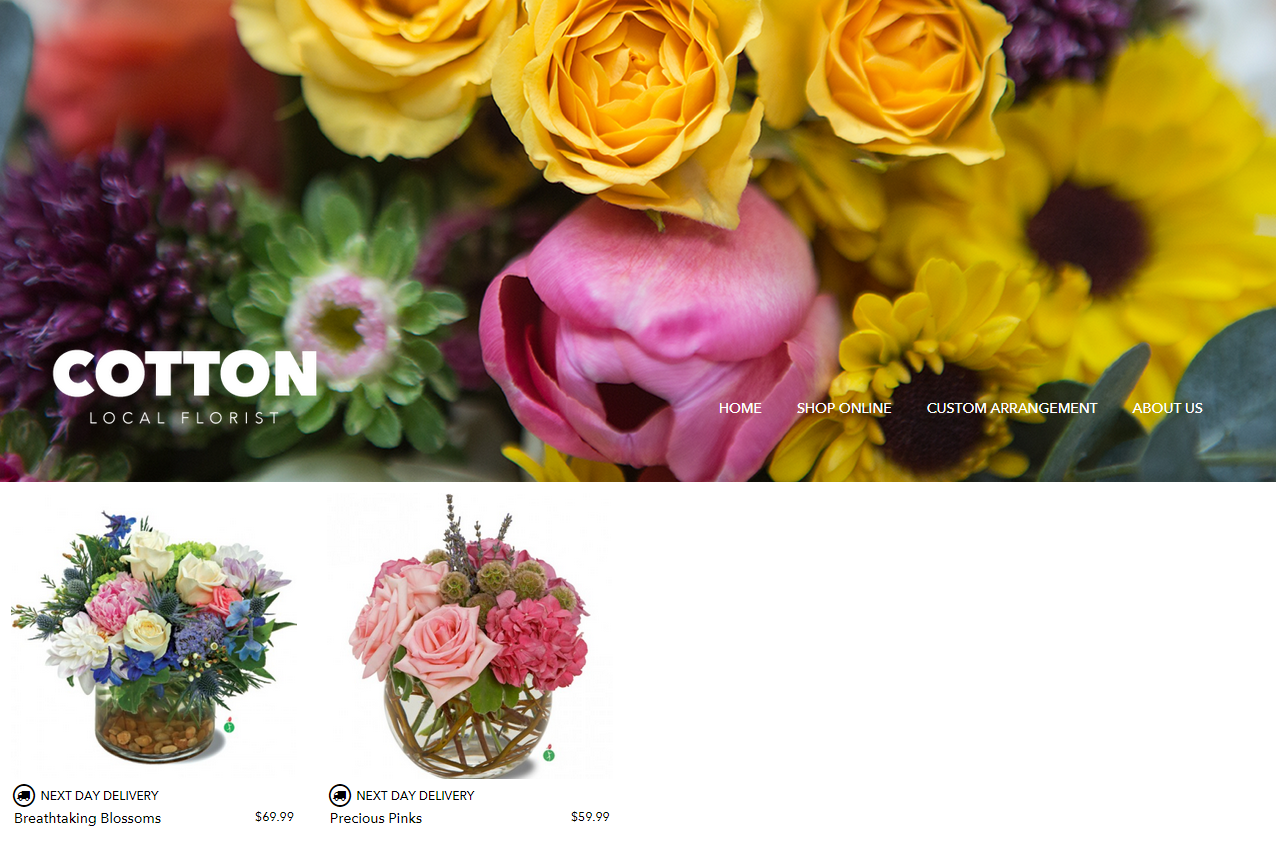 COTTON
LOCAL FLORIST
HOME SHOP ONLINE CUSTOM ARRANGEMENT ABOUT US
NEXT DAY DELIVERY
Breathtaking Blossoms $69.99
NEXT DAY DELIVERY
Precious Pinks $59.99